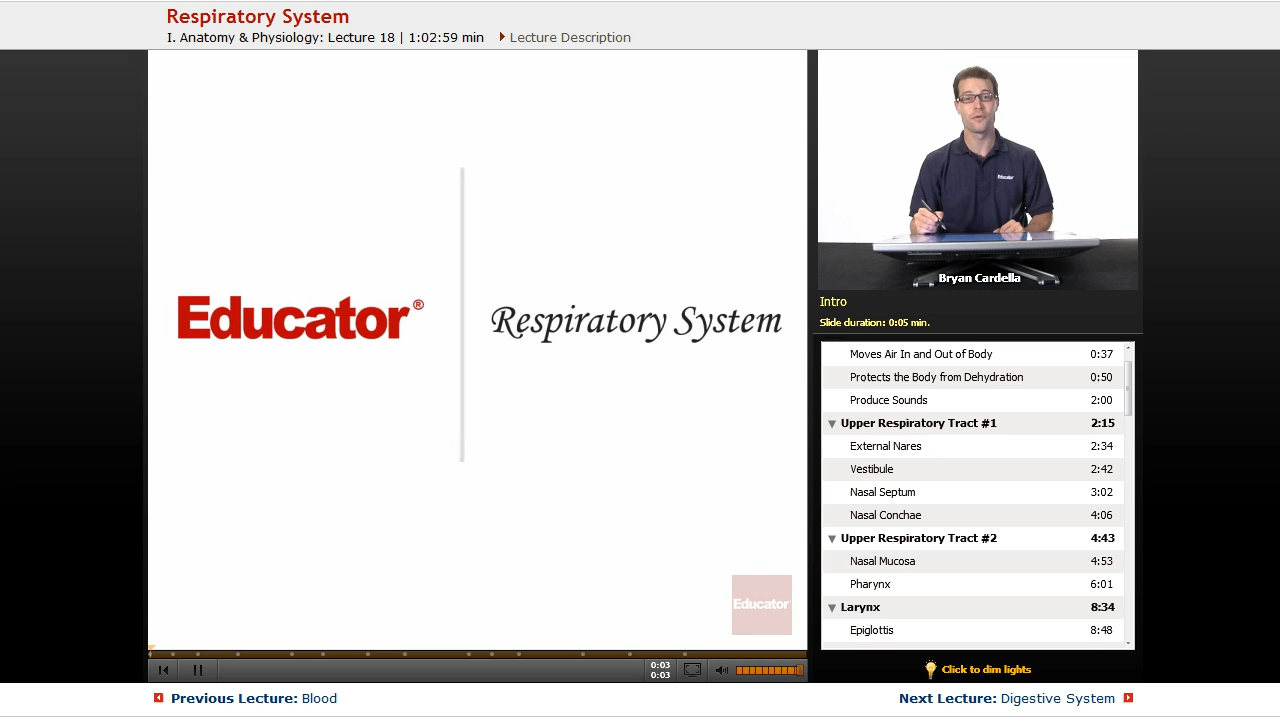 Respiratory System
I. Anatomy & Physiology: Lecture 18 | 1:02:59 min Lecture Description
Educator®
Respiratory System
Educator
0:03
0:03
Educator
Bryan Cardella
Intro
Slide duration: 0:05 min.
Moves Air In and Out of Body 0:37
Protects the Body from Dehydration 0:50
Produce Sounds 2:00
Upper Respiratory Tract #1 2:15
External Nares 2:34
Vestibule 2:42
Nasal Septum 3:02
Nasal Conchae 4:06
Upper Respiratory Tract #2 4:43
Nasal Mucosa 4:53
Pharynx 6:01
Larynx 8:34
Epiglottis 8:48
Click to dim lights
Previous Lecture: Blood
Next Lecture: Digestive System